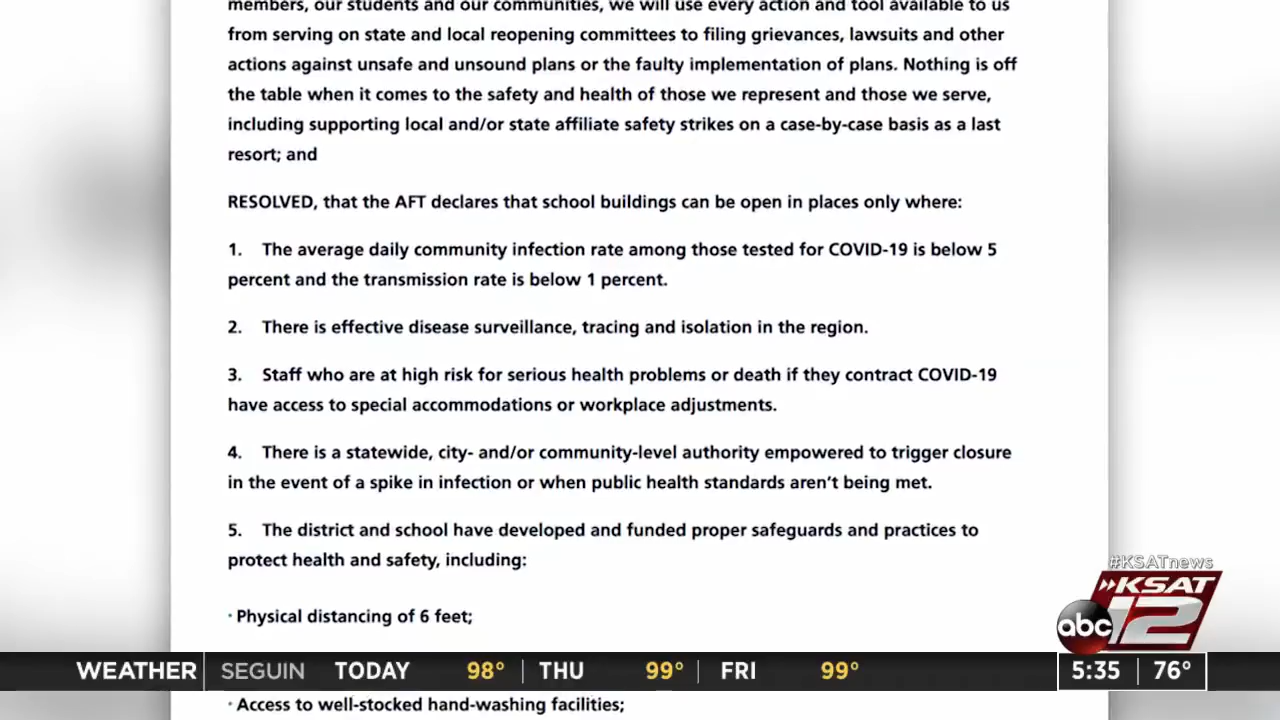 members, our students and our communities, we will use every action and tool available to us
from serving on state and local reopening committees to filing grievances, lawsuits and other
actions against unsafe and unsound plans or the faulty implementation of plans. Nothing is off
the table when it comes to the safety and health of those we represent and those we serve,
including supporting local and/or state affiliate safety strikes on a case-by-case basis as a last
resort; and
RESOLVED, that the AFT declares that school buildings can be open in places only where:
1. The average daily community infection rate among those tested for COVID-19 is below 5
percent and the transmission rate is below 1 percent.
2. There is effective disease surveillance, tracing and isolation in the region.
3. Staff who are at high risk for serious health problems or death if they contract COVID-19
have access to special accommodations or workplace adjustments.
4. There is a statewide, city- and/or community-level authority empowered to trigger closure
in the event of a spike in infection or when public health standards aren't being met.
5. The district and school have developed and funded proper safeguards and practices to
protect health and safety, including:
· Physical distancing of 6 feet;
#KSATnews
KSAT
abc 12
WEATHER SEGUIN TODAY 98° THU 99° FRI 99° 5:35 76°
· Access to well-stocked hand-washing facilities;